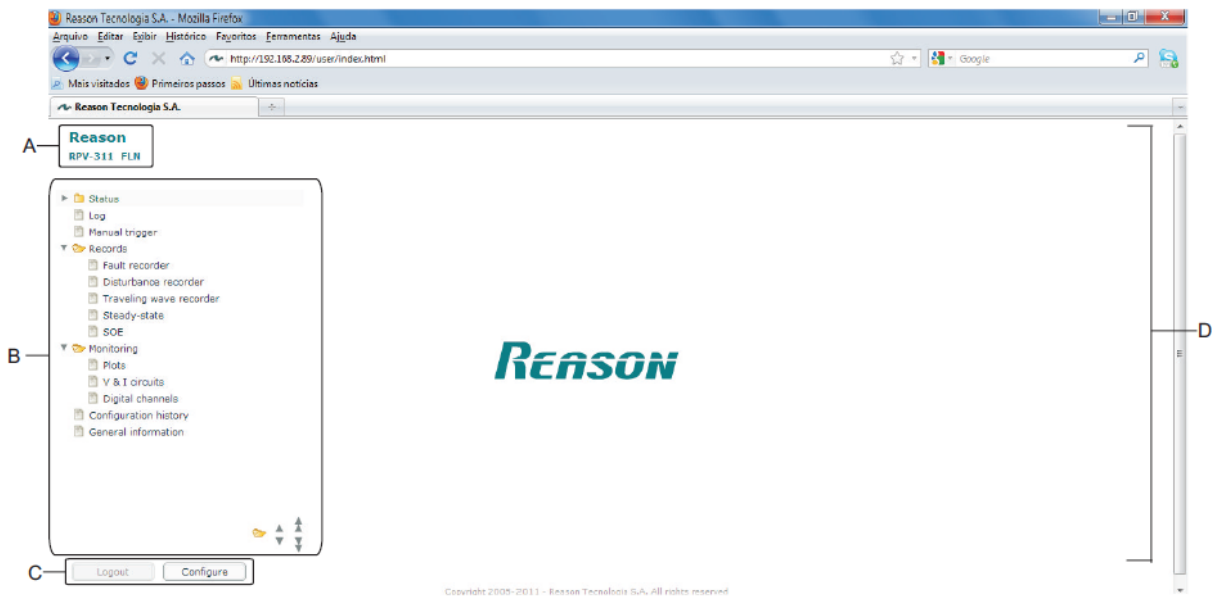 Reason Tecnologia S.A. - Mozilla Firefox
Arquivo Editar Exibir Histórico Favoritos Ferramentas Ajuda
http://192.168.2.89/user/index.html
Google
Mais visitados Primeiros passos Últimas notícias
Reason Tecnologia S.A.
A
Reason
RPV-311 FLN
Status
Log
Manual trigger
Records
Fault recorder
Disturbance recorder
Traveling wave recorder
Steady-state
SOE
Monitoring
Plots
V & I circuits
Digital channels
Configuration history
General information
B
REASON
D
C
Logout Configure
Copyright 2005-2011 - Reason Tecnologia S.A. All rights reserved